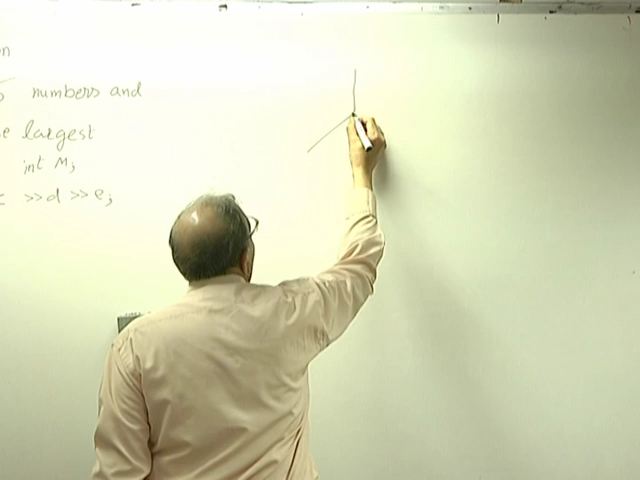 numbers and
largest
int M;
>>d >>e;